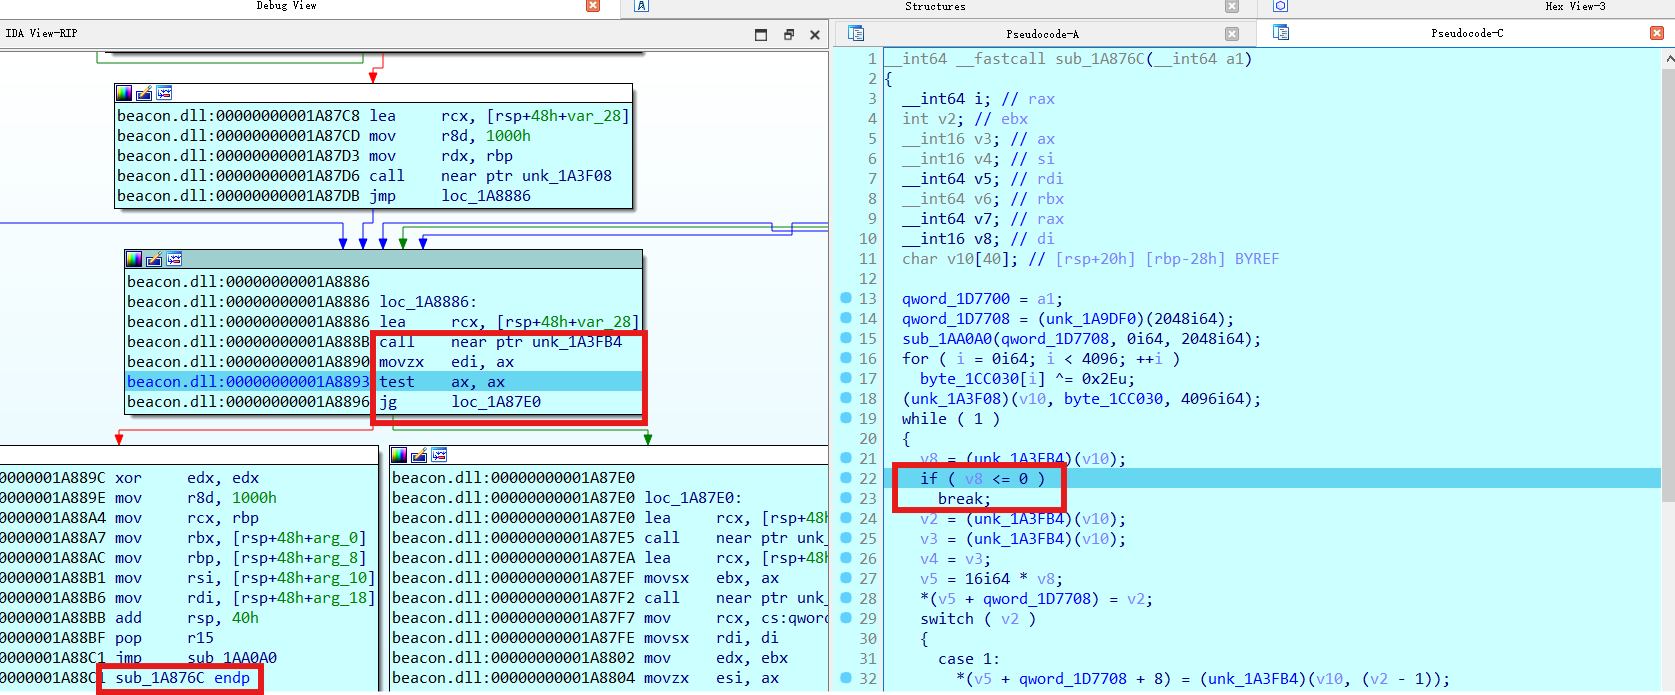 Debug View
Structures
Hex View-3
IDA View-RIP
Pseudocode-A
Pseudocode-C
beacon.dll:00000000001A87C8 lea rcx, [rsp+48h+var_28]
beacon.dll:00000000001A87CD mov r8d, 1000h
beacon.dll:00000000001A87D3 mov rdx, rbp
beacon.dll:00000000001A87D6 call near ptr unk_1A3F08
beacon.dll:00000000001A87DB jmp loc_1A8886
beacon.dll:00000000001A8886
beacon.dll:00000000001A8886 loc_1A8886:
beacon.dll:00000000001A8886 lea rcx, [rsp+48h+var_28]
beacon.dll:00000000001A888B call near ptr unk_1A3FB4
beacon.dll:00000000001A8890 movzx edi, ax
beacon.dll:00000000001A8893 test ax, ax
beacon.dll:00000000001A8896 jg loc_1A87E0
0000001A889C xor edx, edx
0000001A889E mov r8d, 1000h
0000001A88A4 mov rcx, rbp
0000001A88A7 mov rbx, [rsp+48h+arg_0]
0000001A88AC mov rbp, [rsp+48h+arg_8]
0000001A88B1 mov rsi, [rsp+48h+arg_10]
0000001A88B6 mov rdi, [rsp+48h+arg_18]
0000001A88BB add rsp, 40h
0000001A88BF pop r15
0000001A88C1 jmp sub_1AA0A0
0000001A88C1 sub_1A876C endp
beacon.dll:00000000001A87E0
beacon.dll:00000000001A87E0 loc_1A87E0:
beacon.dll:00000000001A87E0 lea rcx, [rsp+48h
beacon.dll:00000000001A87E5 call near ptr unk_
beacon.dll:00000000001A87EA lea rcx, [rsp+48h
beacon.dll:00000000001A87EF movsx ebx, ax
beacon.dll:00000000001A87F2 call near ptr unk_
beacon.dll:00000000001A87F7 mov rcx, cs:qwor
beacon.dll:00000000001A87FE movsx rdi, di
beacon.dll:00000000001A8802 mov edx, ebx
beacon.dll:00000000001A8804 movzx esi, ax
1 __int64 __fastcall sub_1A876C(__int64 a1)
2 {
3 __int64 i; // rax
4 int v2; // ebx
5 __int16 v3; // ax
6 __int16 v4; // si
7 __int64 v5; // rdi
8 __int64 v6; // rbx
9 __int64 v7; // rax
10 __int16 v8; // di
11 char v10[40]; // [rsp+20h] [rbp-28h] BYREF
12
13 qword_1D7700 = a1;
14 qword_1D7708 = (unk_1A9DF0)(2048i64);
15 sub_1AA0A0(qword_1D7708, 0i64, 2048i64);
16 for ( i = 0i64; i < 4096; ++i )
17 byte_1CC030[i] ^= 0x2Eu;
18 (unk_1A3F08)(v10, byte_1CC030, 4096i64);
19 while ( 1 )
20 {
21 v8 = (unk_1A3FB4)(v10);
22 if ( v8 <= 0 )
23 break;
24 v2 = (unk_1A3FB4)(v10);
25 v3 = (unk_1A3FB4)(v10);
26 v4 = v3;
27 v5 = 16i64 * v8;
28 *(v5 + qword_1D7708) = v2;
29 switch ( v2 )
30 {
31 case 1:
32 *(v5 + qword_1D7708 + 8) = (unk_1A3FB4)(v10, (v2 - 1));